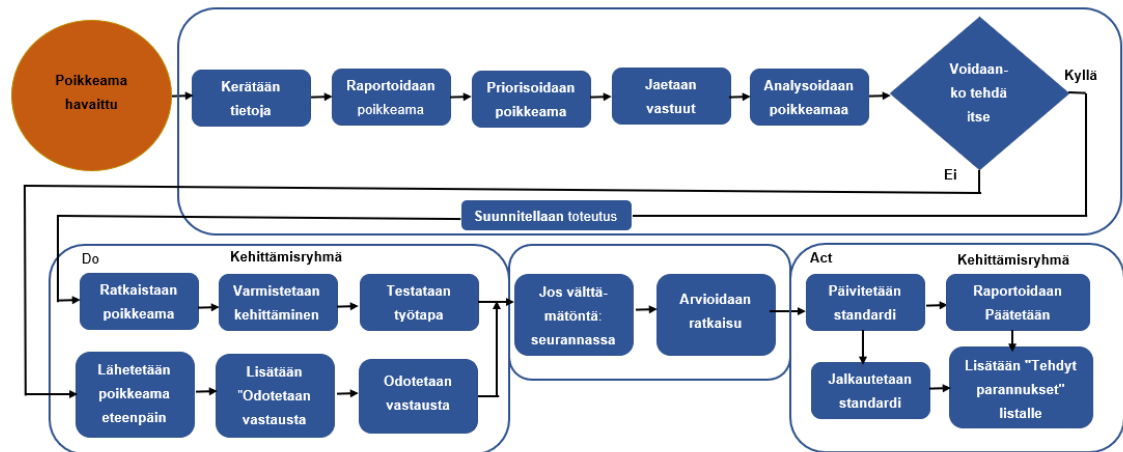 Poikkeama
havaittu
Kerätään
tietoja
Raportoidaan
poikkeama
Priorisoidaan
poikkeama
Jaetaan
vastuut
Analysoidaan
poikkeamaa
Voidaan-
ko tehdä
itse
Kyllä
Ei
Suunnitellaan toteutus
Do
Kehittämisryhmä
Ratkaistaan
poikkeama
Varmistetaan
kehittäminen
Testataan
työtapa
Lähetetään
poikkeama
eteenpäin
Lisätään
"Odotetaan
vastausta
Odotetaan
vastausta
Jos välttä-
mätöntä:
seurannassa
Arvioidaan
ratkaisu
Act
Kehittämisryhmä
Päivitetään
standardi
Raportoidaan
Päätetään
Jalkautetaan
standardi
Lisätään "Tehdyt
parannukset"
listalle